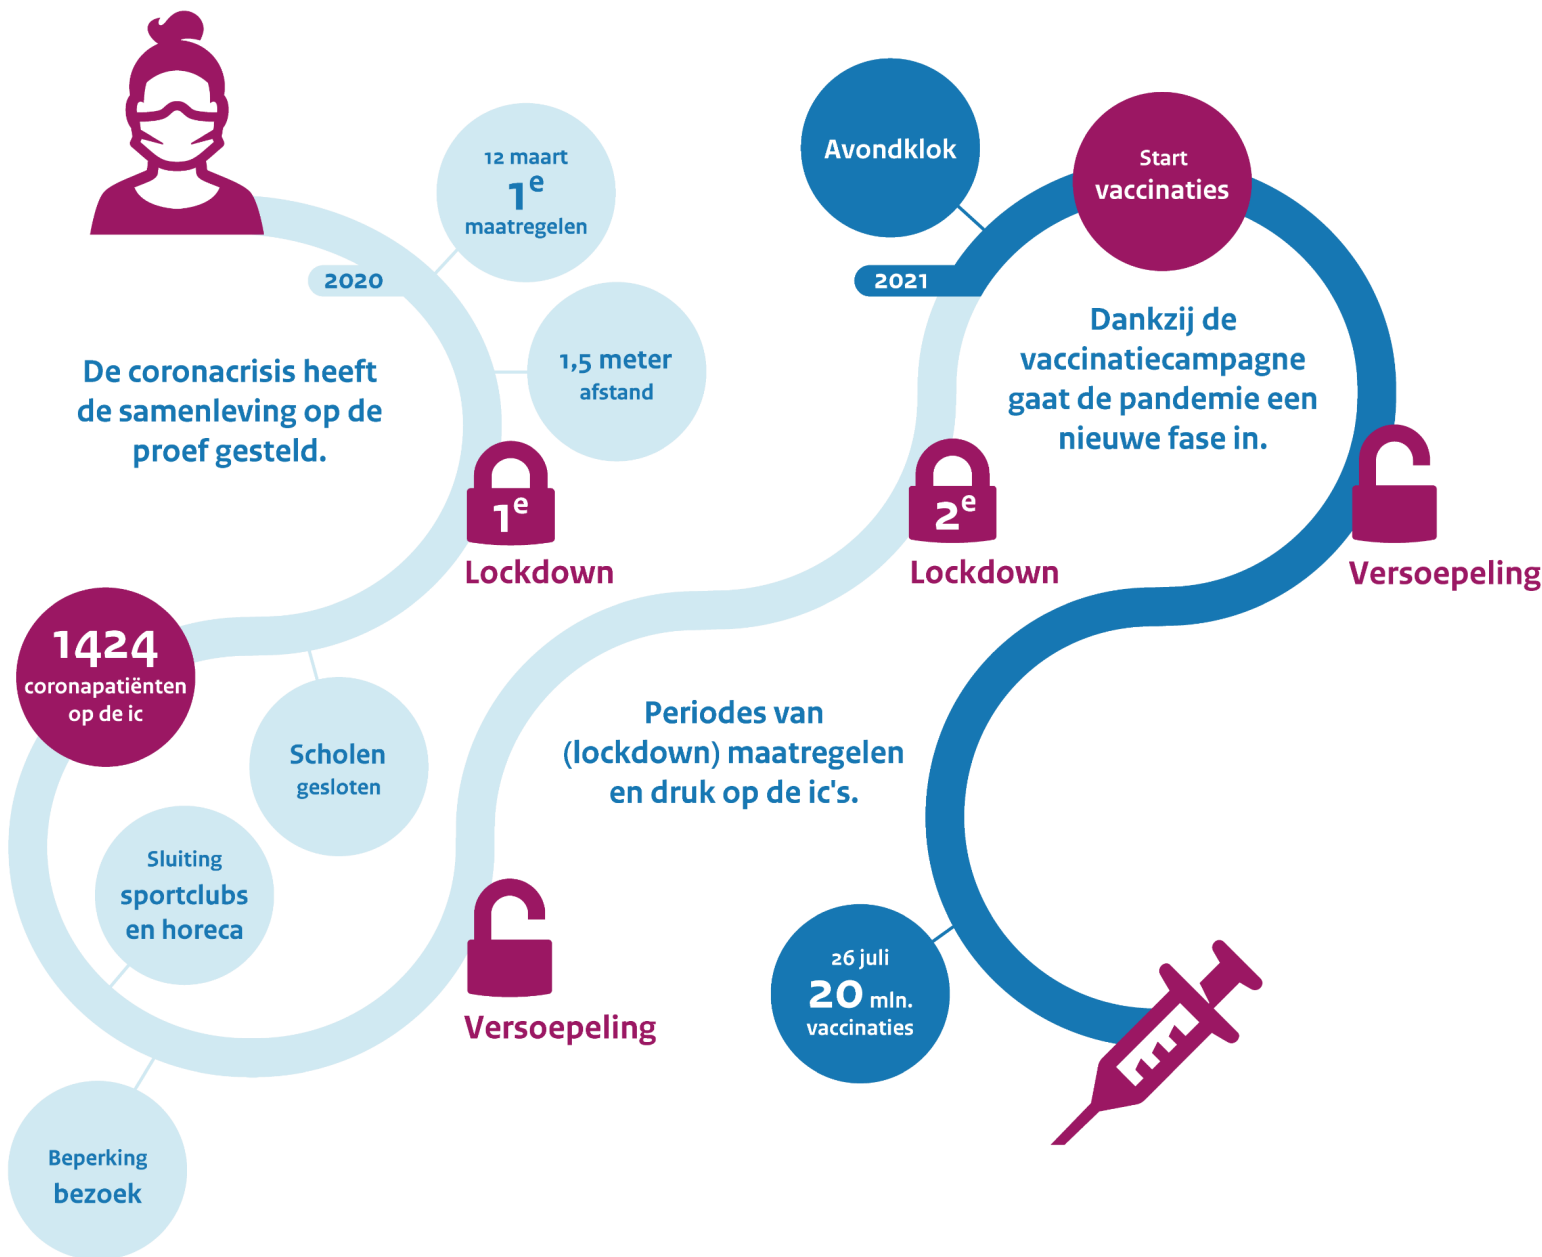 12 maart
1e
maatregelen
2020
1,5 meter
afstand
De coronacrisis heeft
de samenleving op de
proef gesteld.
1e
Lockdown
1424
coronapatiënten
op de ic
Scholen
gesloten
Sluiting
sportclubs
en horeca
Beperking
bezoek
Versoepeling
Periodes van
(lockdown) maatregelen
en druk op de ic's.
2e
Lockdown
2021
Avondklok
Start
vaccinaties
Dankzij de
vaccinatiecampagne
gaat de pandemie een
nieuwe fase in.
Versoepeling
26 juli
20 mln.
vaccinaties